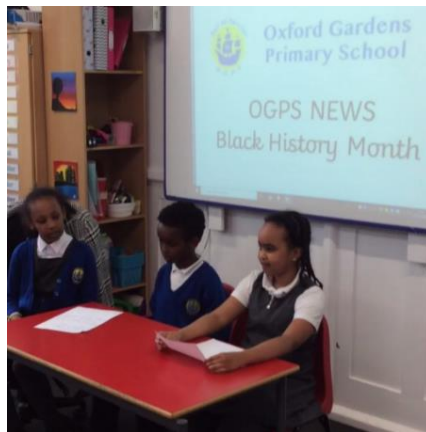 Oxford Gardens
Primary School
OGPS NEWS
Black History Month